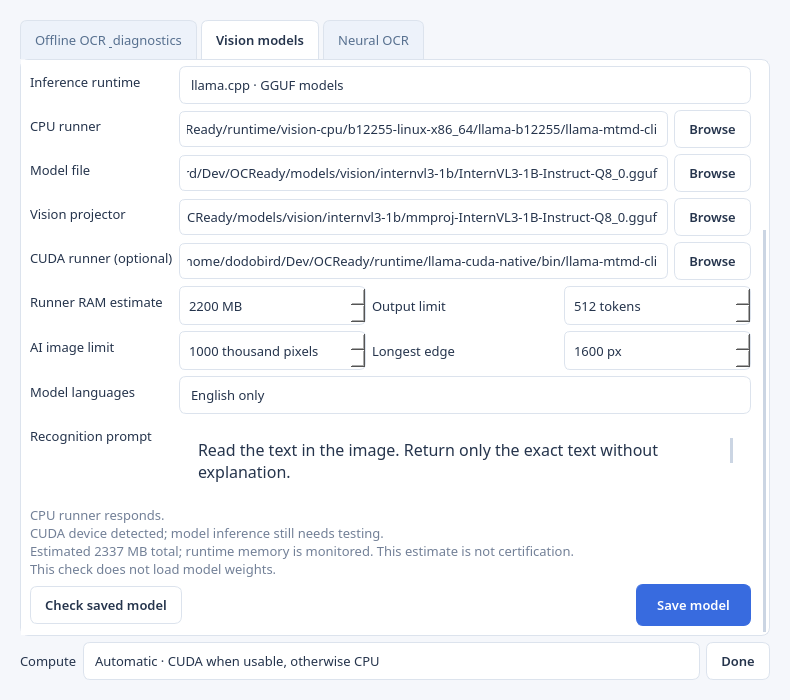 Offline OCR _diagnostics
Vision models
Neural OCR
Inference runtime
llama.cpp · GGUF models
CPU runner
Ready/runtime/vision-cpu/b12255-linux-x86_64/llama-b12255/llama-mtmd-cli
Browse
Model file
d/Dev/OCReady/models/vision/internvl3-1b/InternVL3-1B-Instruct-Q8_0.gguf
Browse
Vision projector
CReady/models/vision/internvl3-1b/mmproj-InternVL3-1B-Instruct-Q8_0.gguf
Browse
CUDA runner (optional)
home/dodobird/Dev/OCReady/runtime/llama-cuda-native/bin/llama-mtmd-cli
Browse
Runner RAM estimate
2200 MB
Output limit
512 tokens
AI image limit
1000 thousand pixels
Longest edge
1600 px
Model languages
English only
Recognition prompt
Read the text in the image. Return only the exact text without
explanation.
CPU runner responds.
CUDA device detected; model inference still needs testing.
Estimated 2337 MB total; runtime memory is monitored. This estimate is not certification.
This check does not load model weights.
Check saved model
Save model
Compute
Automatic · CUDA when usable, otherwise CPU
Done